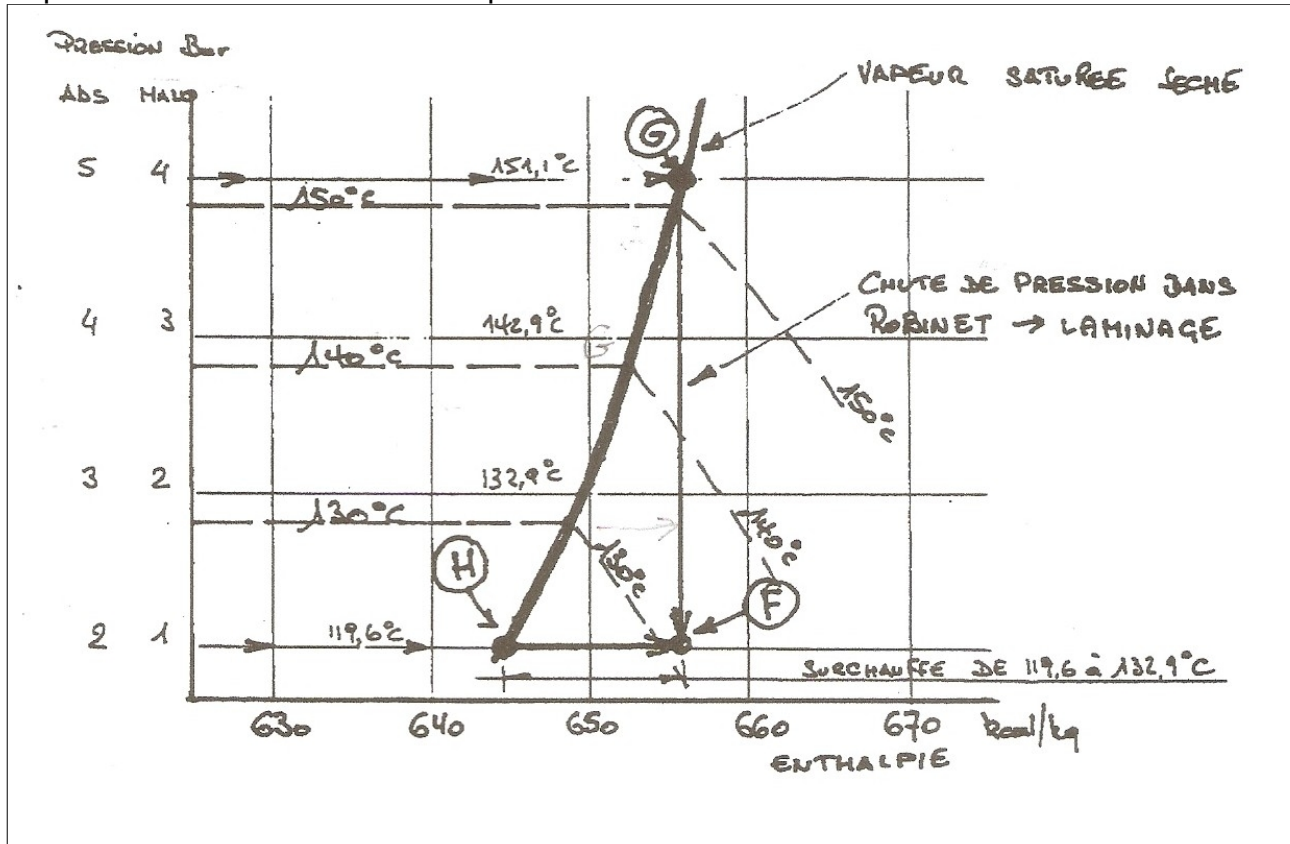 PRESSION Bar
ABS MANO
VAPEUR SATUREE SECHE
G
5 4
151,1°C
150°C
CHUTE DE PRESSION DANS
ROBINET → LAMINAGE
4 3
142,9°C
G
140°C
150°C
3 2
132,9°C
130°C
140°C
130°C
H
F
2 1
119,6°C
SURCHAUFFE DE 119,6 à 132,9°C
630 640 650 660 670 kcal/kg
ENTHALPIE